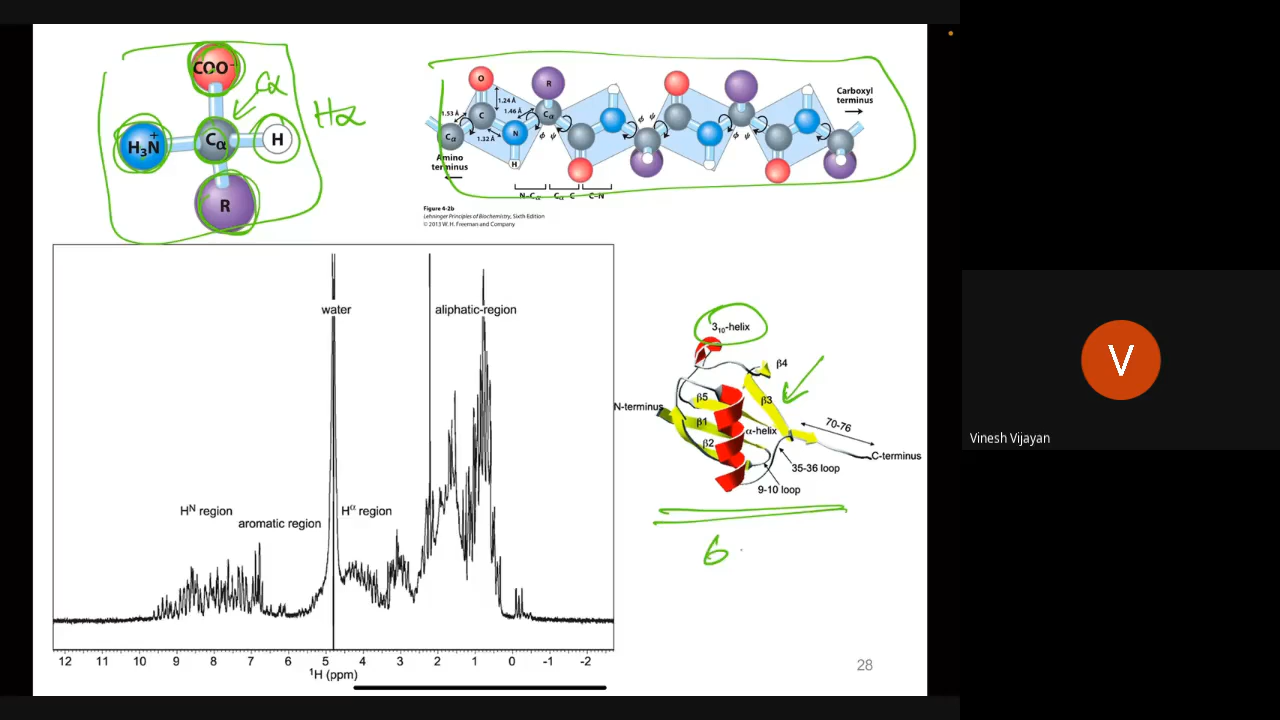 COO⁻
Cα
H₃N⁺
Cα
H
Hα
R
O
R
1.24 Å
1.53 Å
C
1.46 Å
Cα
Cα
N
1.32 Å
ϕ ψ
ϕ ψ
ϕ ψ
ϕ ψ
Carboxyl
terminus
Amino
terminus
H
N–Cα
Cα–C
C–N
Figure 4-2b
Lehninger Principles of Biochemistry, Sixth Edition
© 2013 W. H. Freeman and Company
water
aliphatic-region
Hᴺ region
aromatic region
Hᵅ region
12 11 10 9 8 7 6 5 4 3 2 1 0 -1 -2
¹H (ppm)
3₁₀-helix
β4
β5
β3
N-terminus
β1
α-helix
70-76
β2
C-terminus
35-36 loop
9-10 loop
6
28
V
Vinesh Vijayan